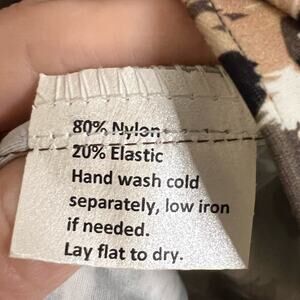 80% Nylon
20% Elastic
Hand wash cold
separately, low iron
if needed.
Lay flat to dry.